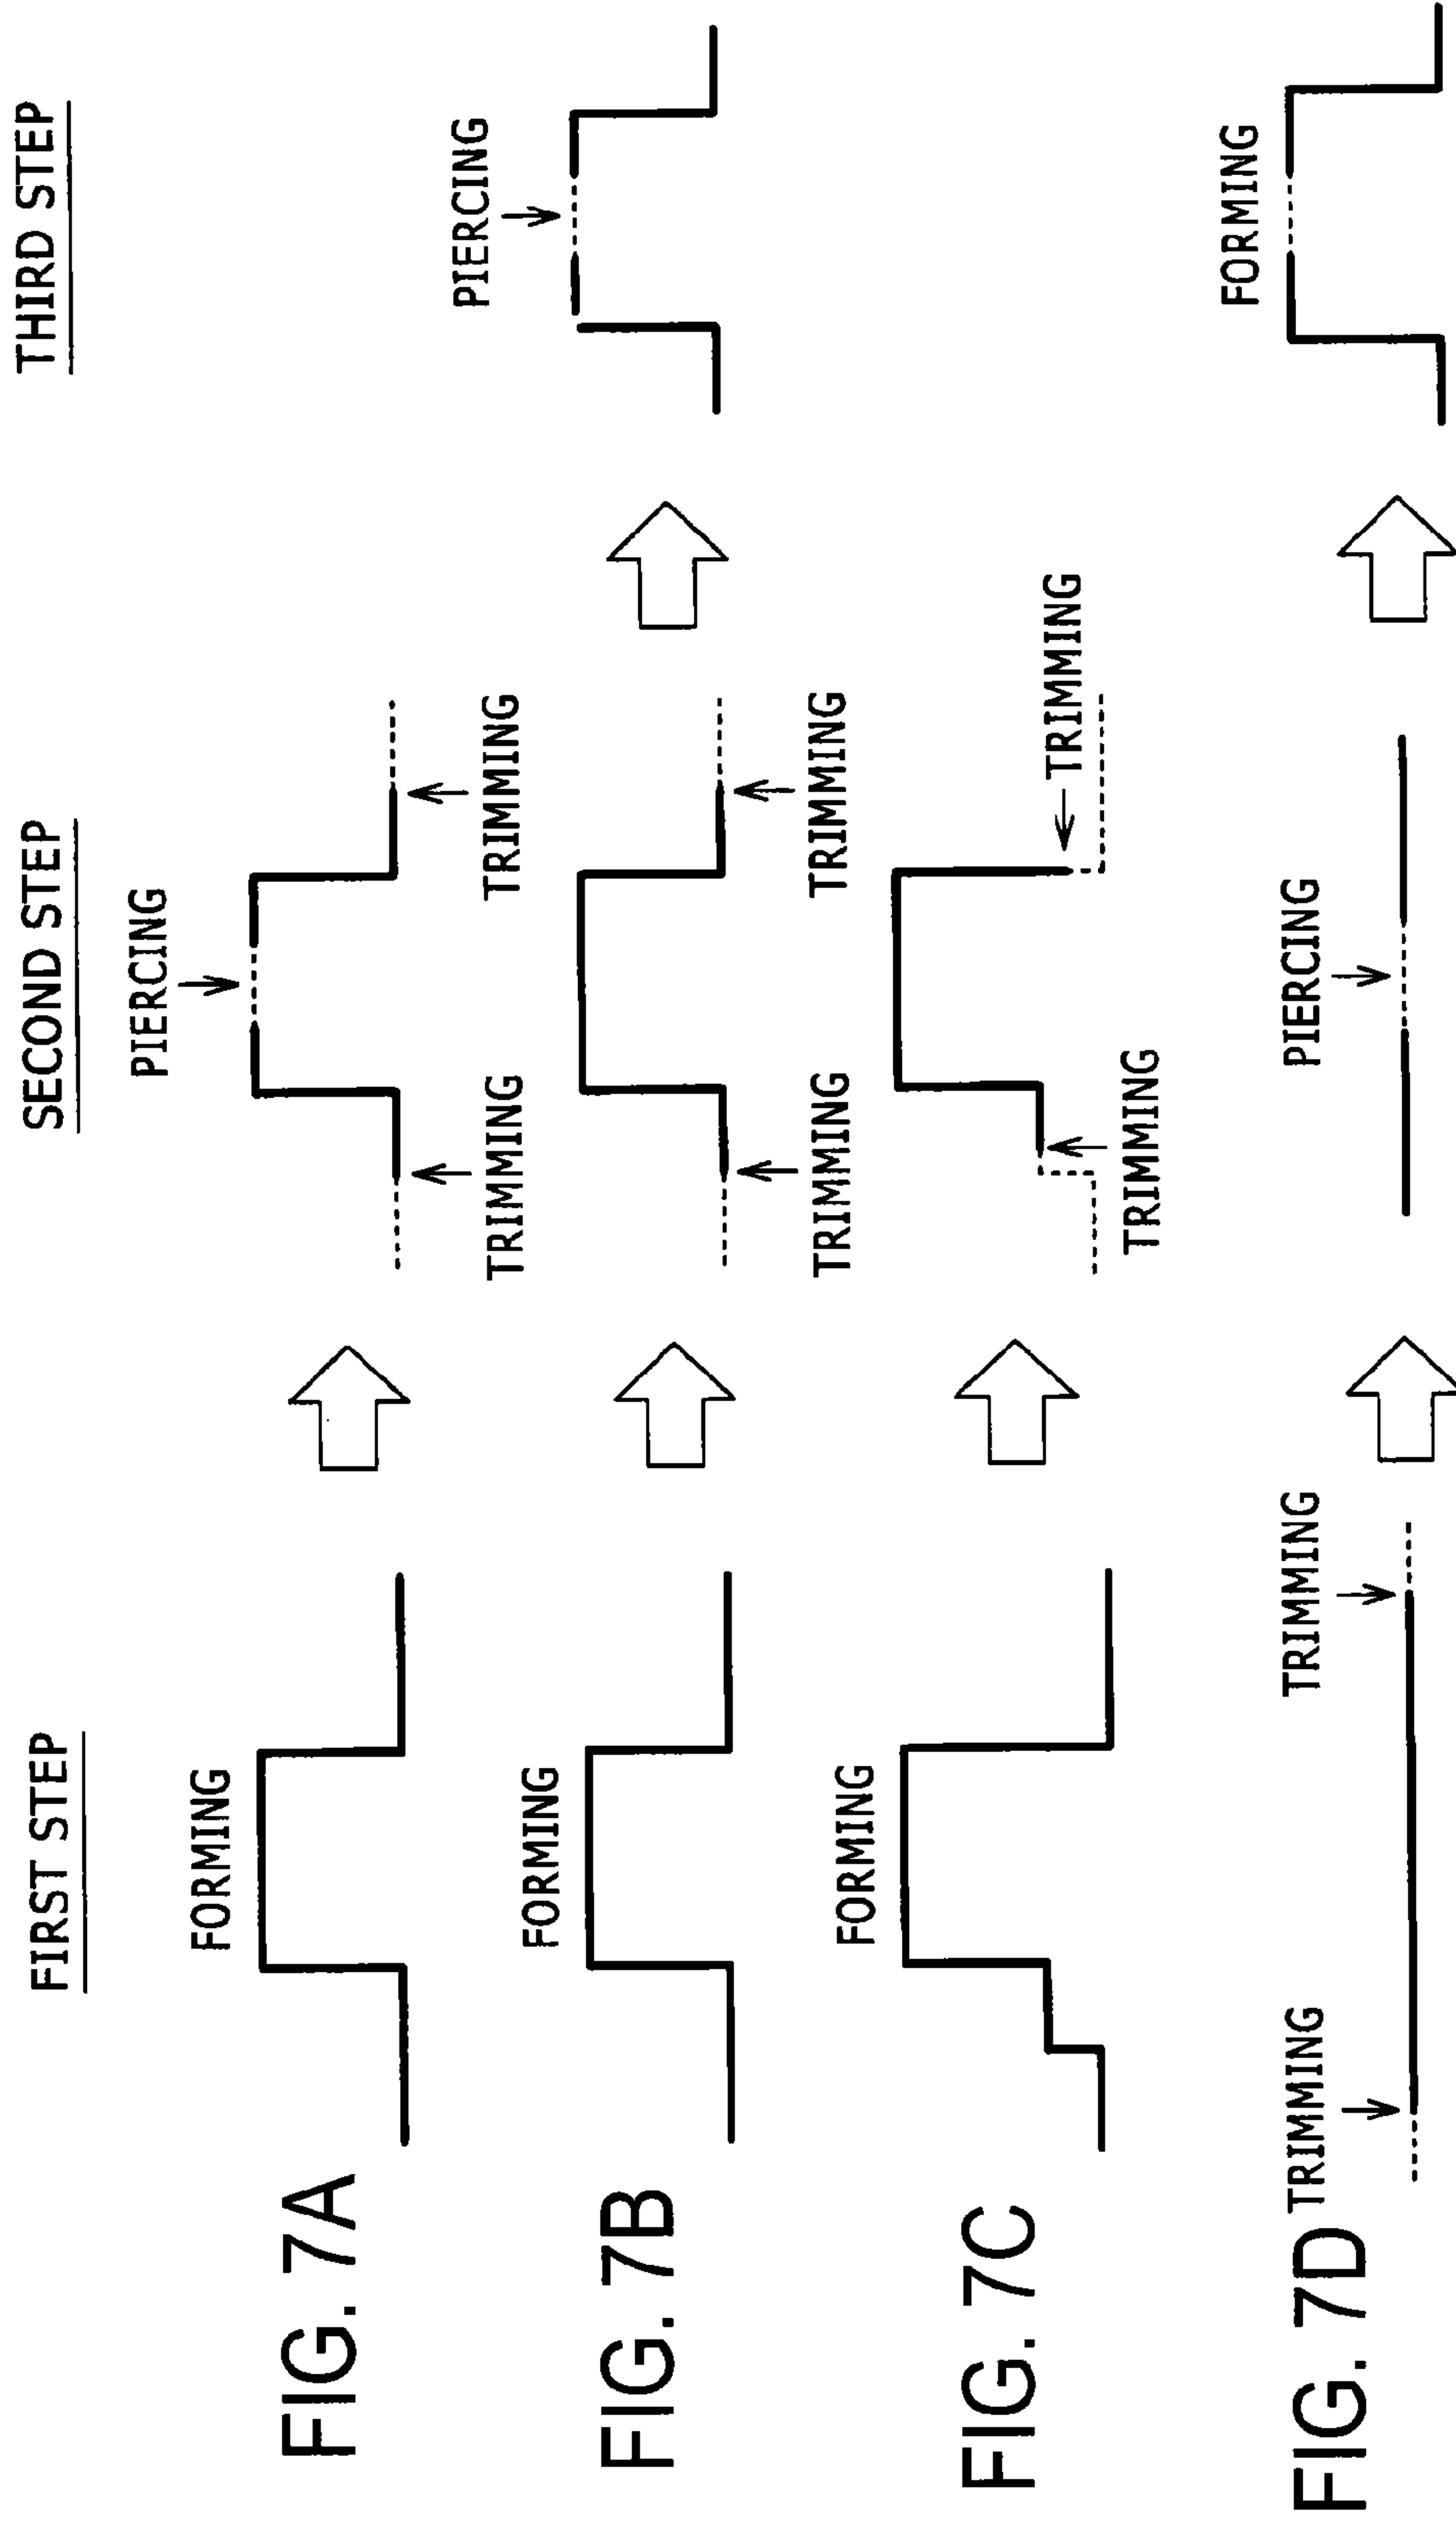 FIRST STEP
SECOND STEP
THIRD STEP
FIG. 7A
FORMING
PIERCING
TRIMMING
TRIMMING
FIG. 7B
FORMING
TRIMMING
TRIMMING
PIERCING
FIG. 7C
FORMING
TRIMMING
TRIMMING
FIG. 7D
TRIMMING
TRIMMING
PIERCING
FORMING